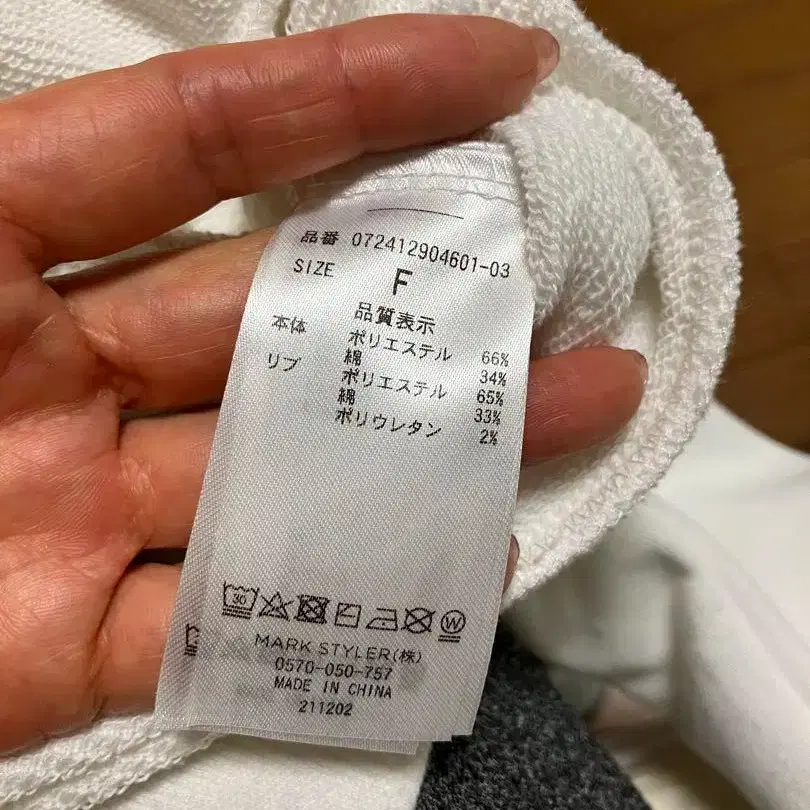 品番 072412904601-03
SIZE F
品質表示
本体 ポリエステル 66%
綿 34%
リブ ポリエステル 65%
綿 33%
ポリウレタン 2%
30
W
MARK STYLER(株)
0570-050-757
MADE IN CHINA
211202